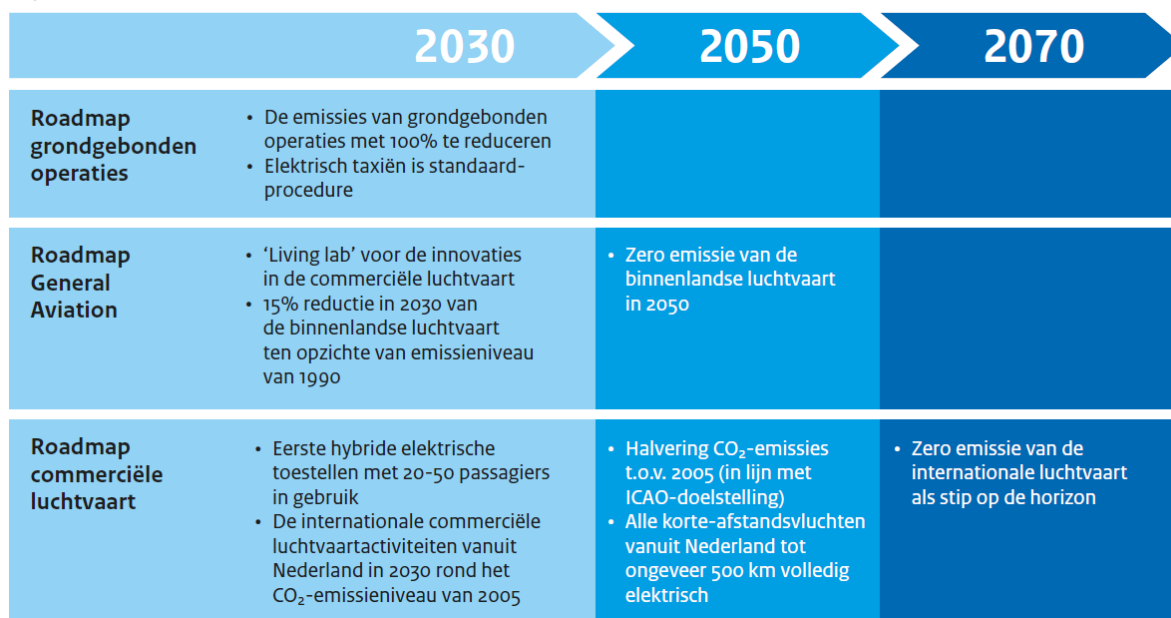 2030
2050
2070
Roadmap
grondgebonden
operaties
• De emissies van grondgebonden
operaties met 100% te reduceren
• Elektrisch taxiën is standaard-
procedure
Roadmap
General
Aviation
• ‘Living lab’ voor de innovaties
in de commerciële luchtvaart
• 15% reductie in 2030 van
de binnenlandse luchtvaart
ten opzichte van emissieniveau
van 1990
• Zero emissie van de
binnenlandse luchtvaart
in 2050
Roadmap
commerciële
luchtvaart
• Eerste hybride elektrische
toestellen met 20-50 passagiers
in gebruik
• De internationale commerciële
luchtvaartactiviteiten vanuit
Nederland in 2030 rond het
CO₂-emissieniveau van 2005
• Halvering CO₂-emissies
t.o.v. 2005 (in lijn met
ICAO-doelstelling)
• Alle korte-afstandsvluchten
vanuit Nederland tot
ongeveer 500 km volledig
elektrisch
• Zero emissie van de
internationale luchtvaart
als stip op de horizon